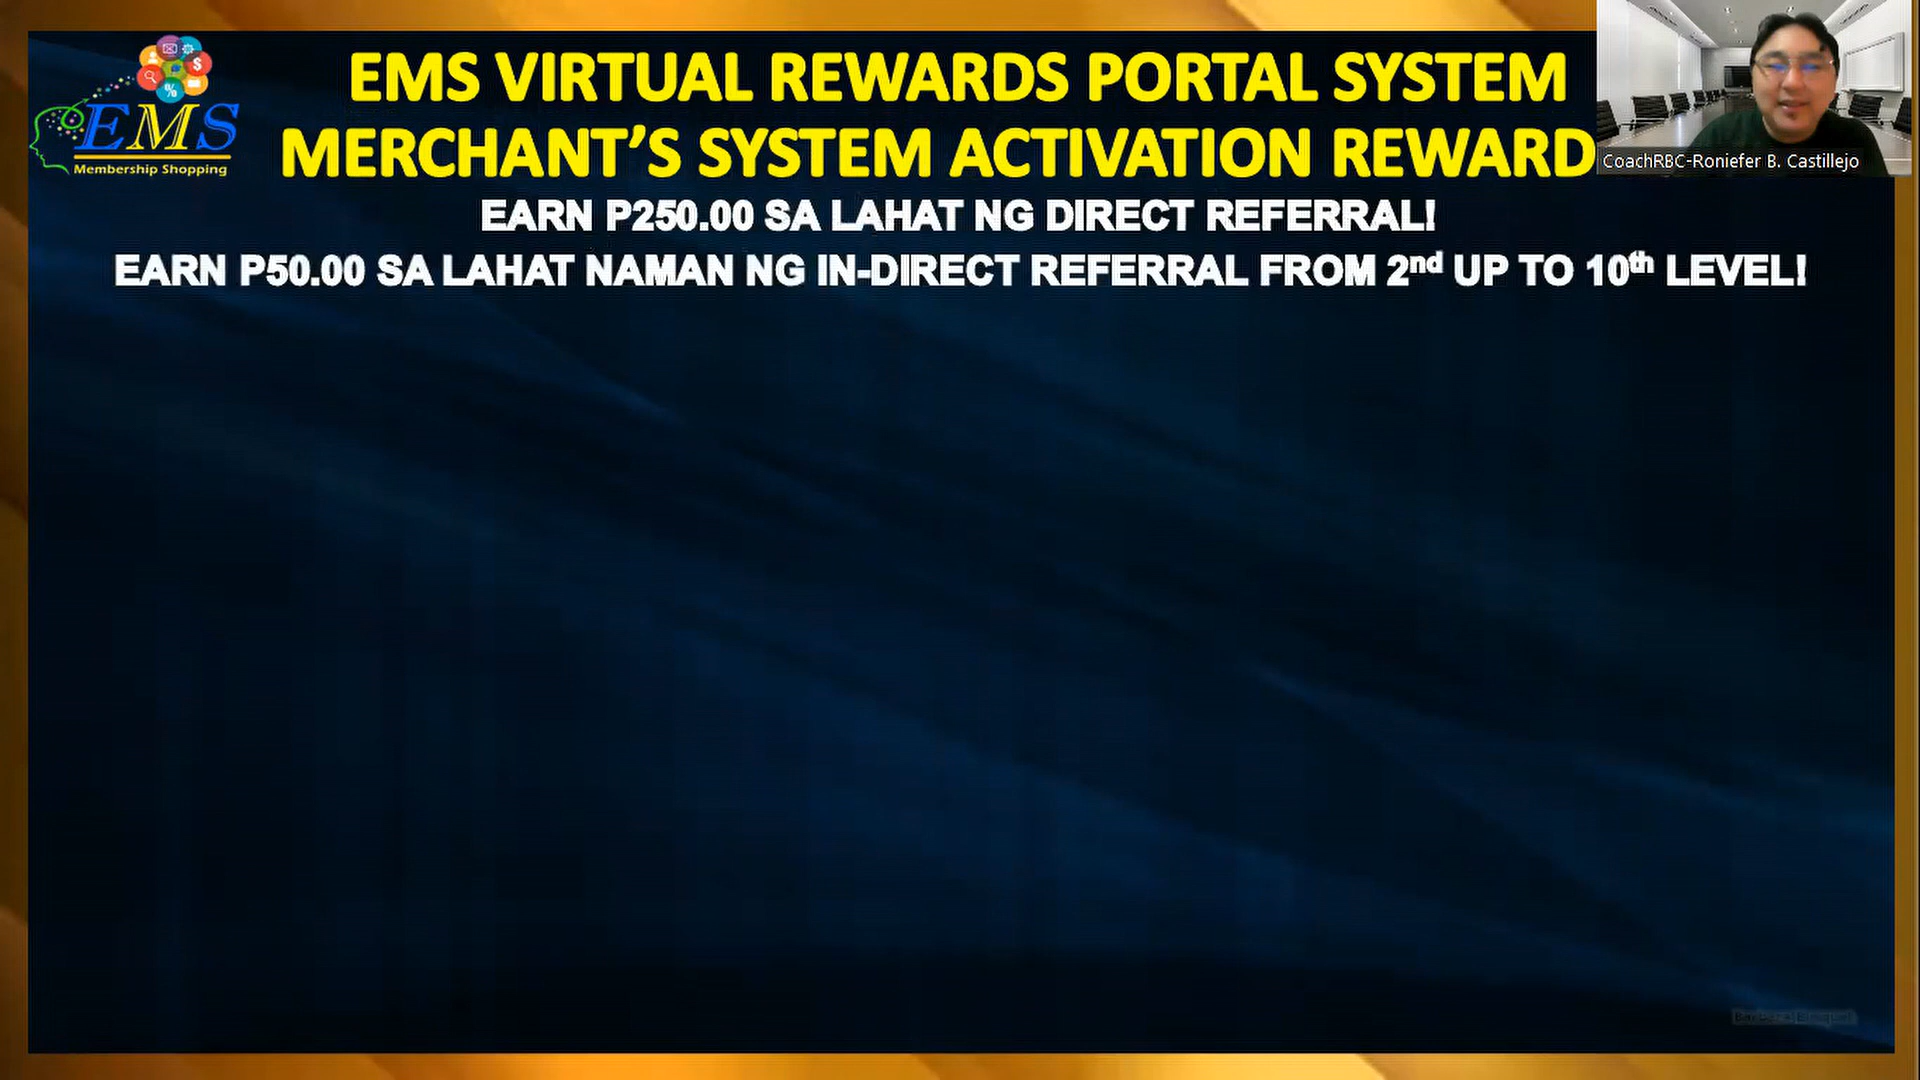 EMS
Membership Shopping
EMS VIRTUAL REWARDS PORTAL SYSTEM
MERCHANT’S SYSTEM ACTIVATION REWARD
CoachRBC-Roniefer B. Castillejo
EARN P250.00 SA LAHAT NG DIRECT REFERRAL!
EARN P50.00 SA LAHAT NAMAN NG IN-DIRECT REFERRAL FROM 2nd UP TO 10th LEVEL!